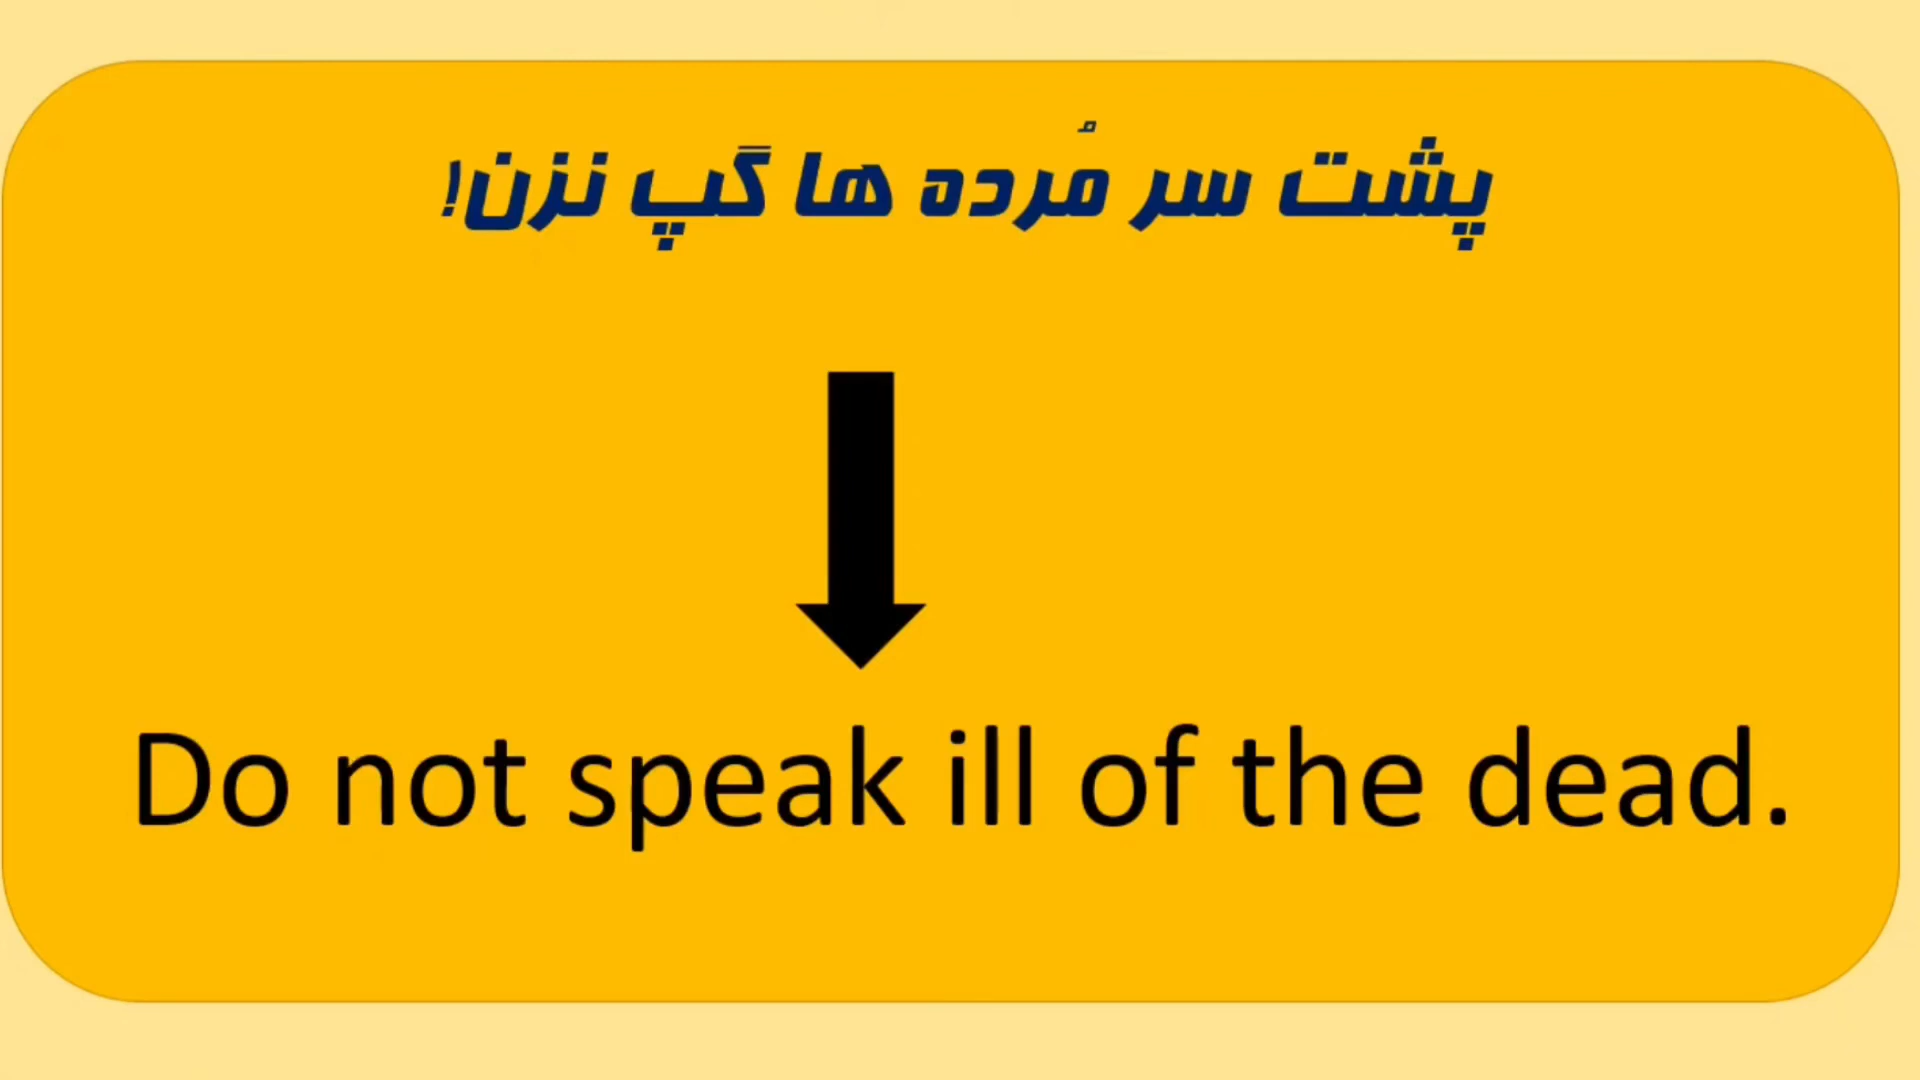 پشت سر مُرده ها گپ نزن!
Do not speak ill of the dead.